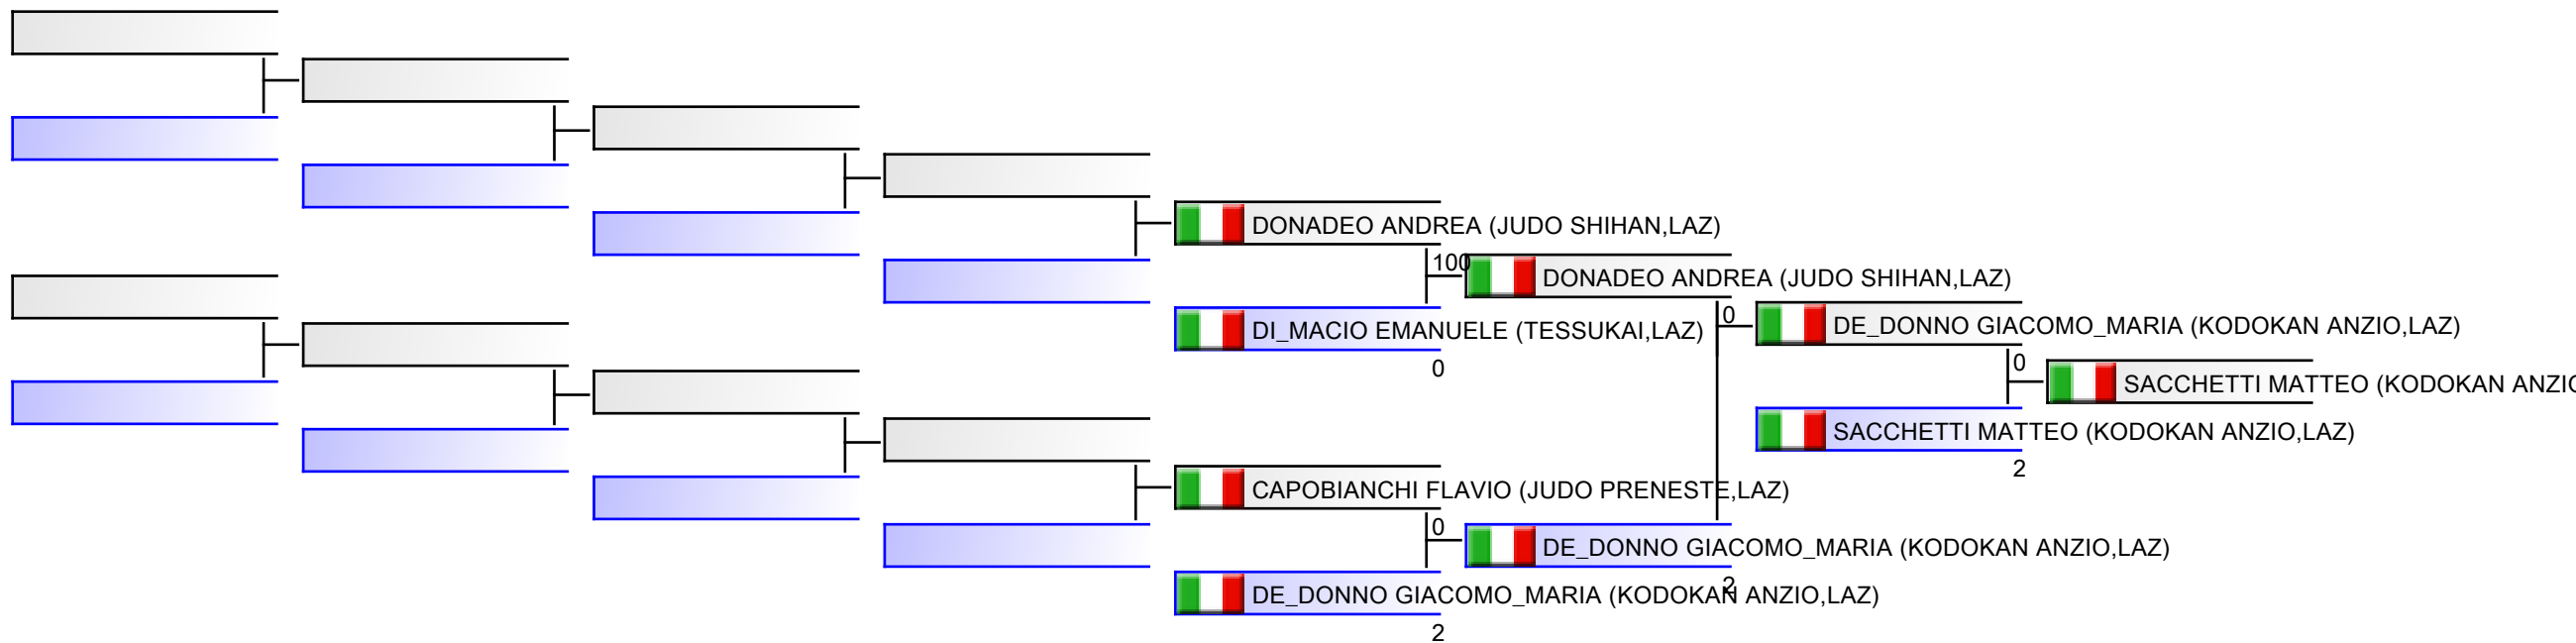 DONADEO ANDREA (JUDO SHIHAN,LAZ)
100
DONADEO ANDREA (JUDO SHIHAN,LAZ)
0
DE_DONNO GIACOMO_MARIA (KODOKAN ANZIO,LAZ)
DI_MACIO EMANUELE (TESSUKAI,LAZ)
0
0
SACCHETTI MATTEO (KODOKAN ANZIO
SACCHETTI MATTEO (KODOKAN ANZIO,LAZ)
2
CAPOBIANCHI FLAVIO (JUDO PRENESTE,LAZ)
0
DE_DONNO GIACOMO_MARIA (KODOKAN ANZIO,LAZ)
2
DE_DONNO GIACOMO_MARIA (KODOKAN ANZIO,LAZ)
2